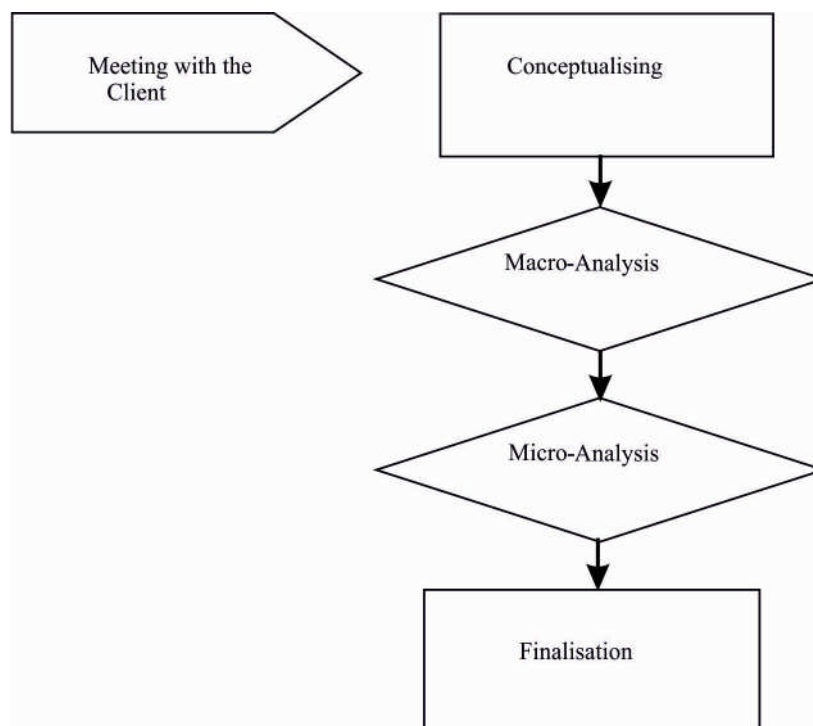 Meeting with the
Client
Conceptualising
Macro-Analysis
Micro-Analysis
Finalisation